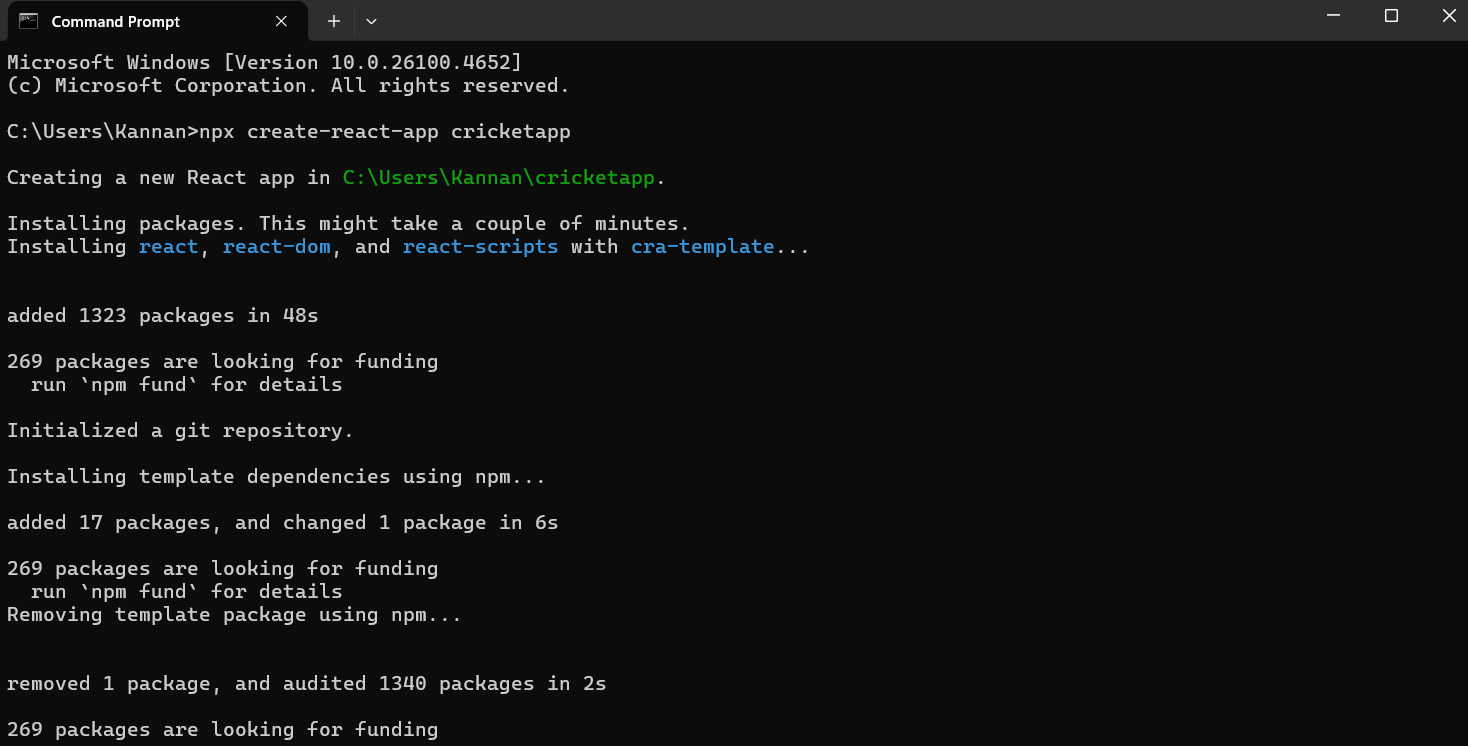 Command Prompt
Microsoft Windows [Version 10.0.26100.4652]
(c) Microsoft Corporation. All rights reserved.
C:\Users\Kannan>npx create-react-app cricketapp
Creating a new React app in C:\Users\Kannan\cricketapp.
Installing packages. This might take a couple of minutes.
Installing react, react-dom, and react-scripts with cra-template...
added 1323 packages in 48s
269 packages are looking for funding
  run `npm fund` for details
Initialized a git repository.
Installing template dependencies using npm...
added 17 packages, and changed 1 package in 6s
269 packages are looking for funding
  run `npm fund` for details
Removing template package using npm...
removed 1 package, and audited 1340 packages in 2s
269 packages are looking for funding